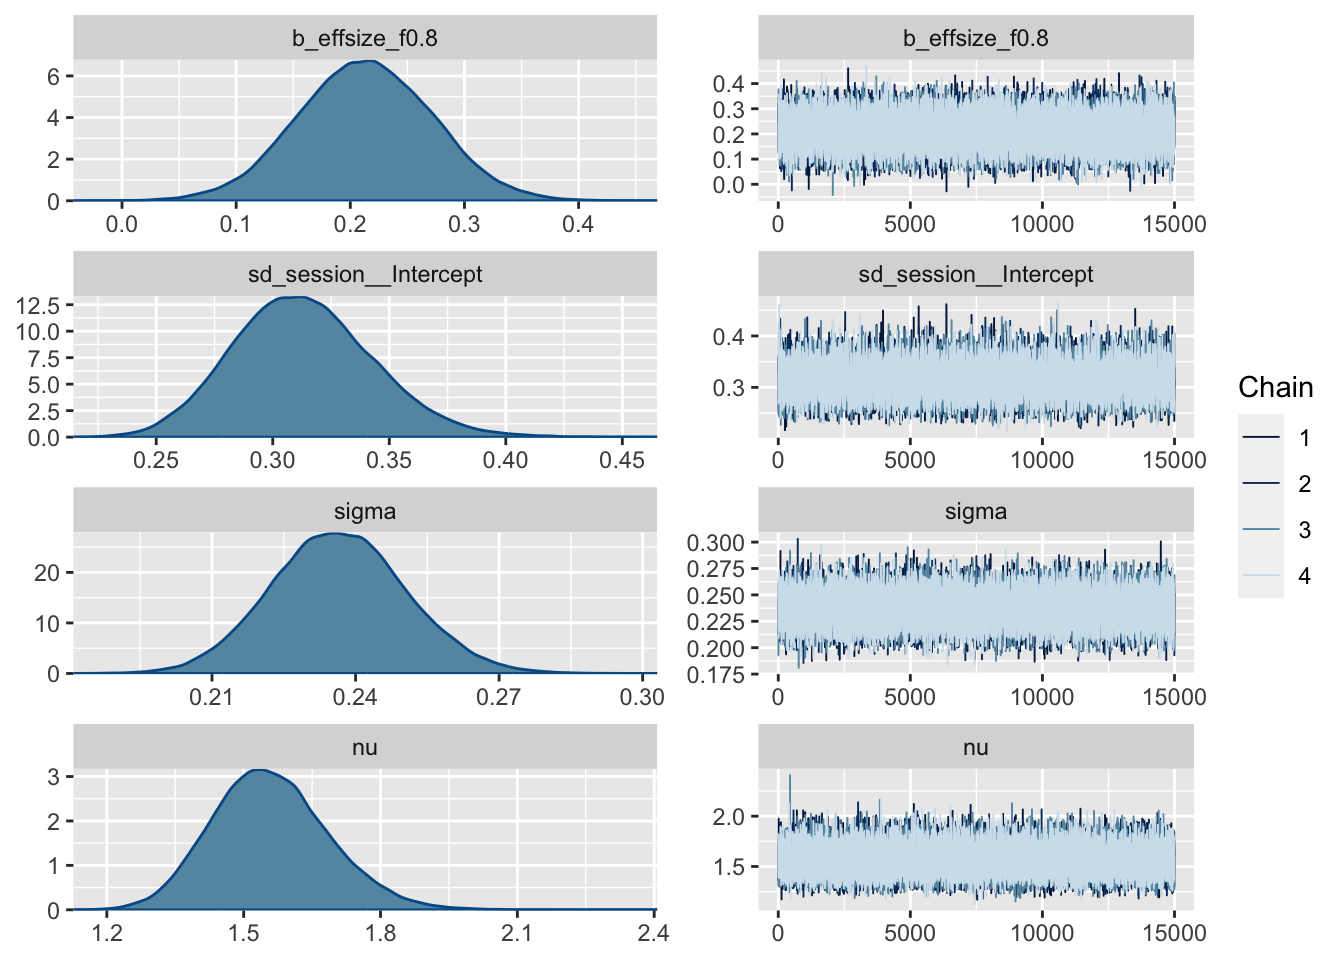 b_effsize_f0.8
6
4
2
0
0.0 0.1 0.2 0.3 0.4
b_effsize_f0.8
0.4
0.3
0.2
0.1
0.0
0 5000 10000 15000
sd_session__Intercept
12.5
10.0
7.5
5.0
2.5
0.0
0.25 0.30 0.35 0.40 0.45
sd_session__Intercept
0.4
0.3
0 5000 10000 15000
sigma
20
10
0
0.21 0.24 0.27 0.30
sigma
0.300
0.275
0.250
0.225
0.200
0.175
0 5000 10000 15000
nu
3
2
1
0
1.2 1.5 1.8 2.1 2.4
nu
2.0
1.5
0 5000 10000 15000
Chain
1
2
3
4